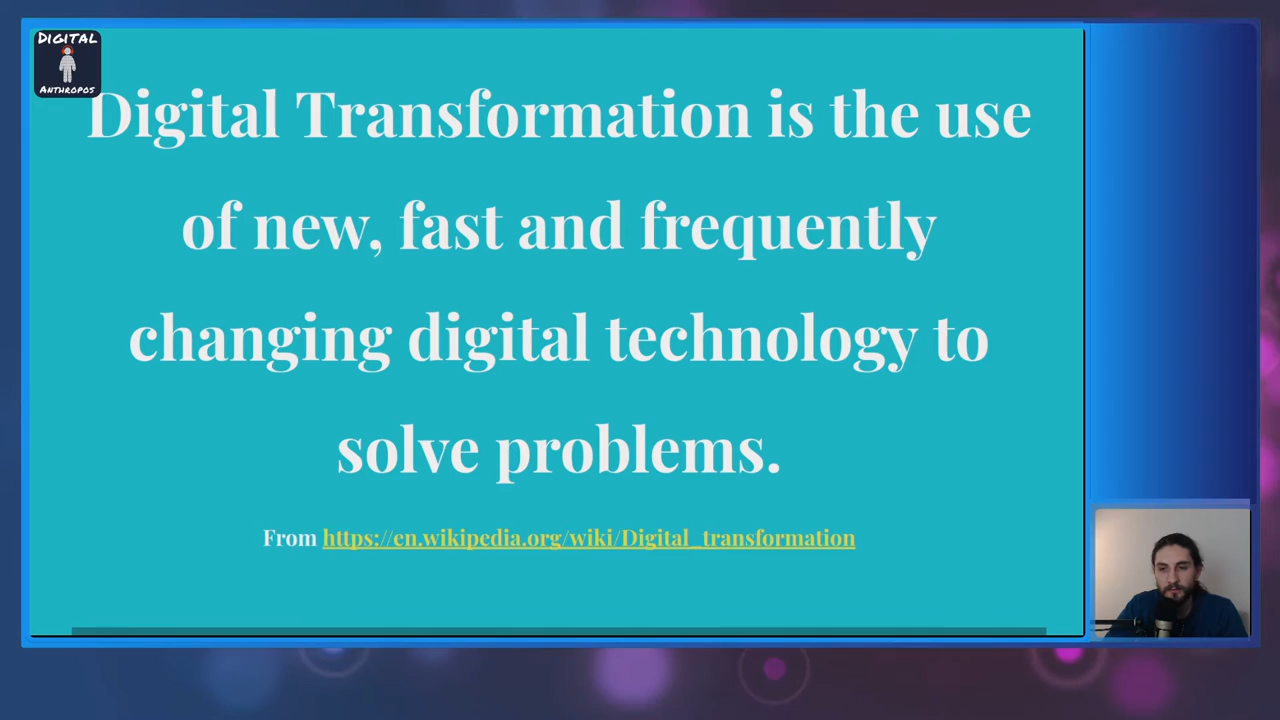 DIGITAL
ANTHROPOS
Digital Transformation is the use
of new, fast and frequently
changing digital technology to
solve problems.
From https://en.wikipedia.org/wiki/Digital_transformation